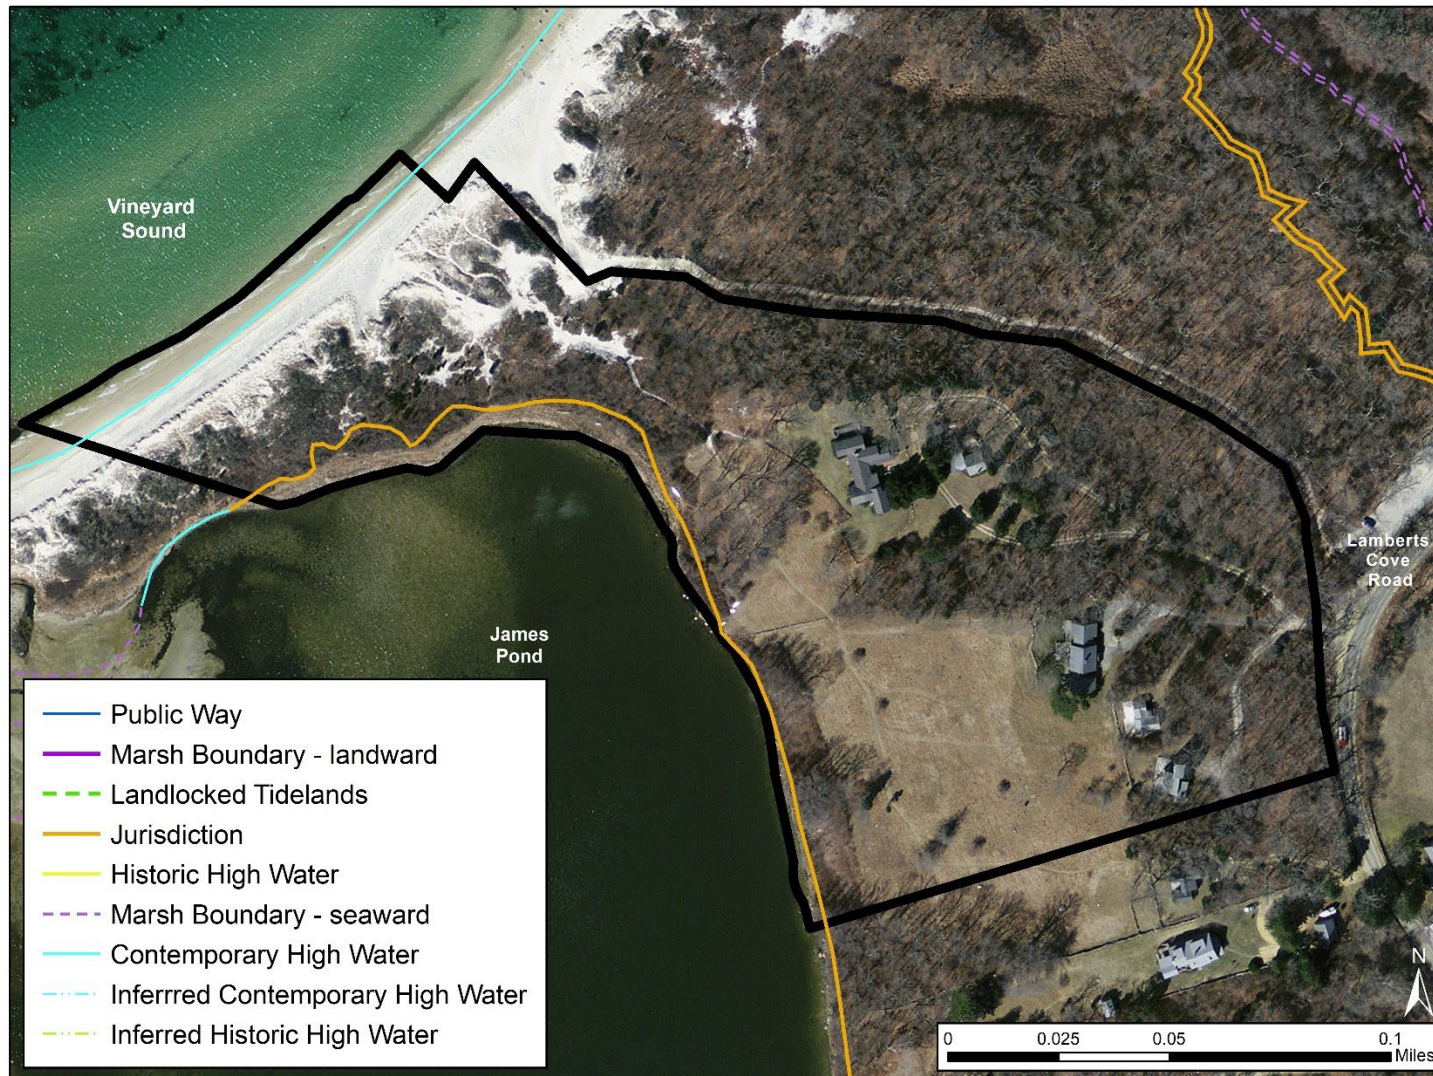 Vineyard
Sound
Lamberts
Cove
Road
James
Pond
Public Way
Marsh Boundary - landward
Landlocked Tidelands
Jurisdiction
Historic High Water
Marsh Boundary - seaward
Contemporary High Water
Inferrred Contemporary High Water
Inferred Historic High Water
N
0 0.025 0.05 0.1
Miles